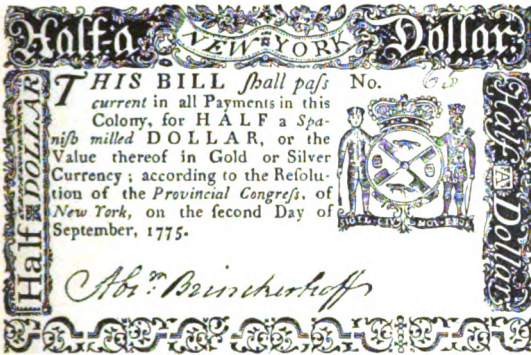 Half-a NEW-YORK Dollar.
THIS BILL ſhall paſs
current in all Payments in this
Colony, for HALF a Spa-
niſh milled DOLLAR, or the
Value thereof in Gold or Silver
Currency; according to the Reſolu-
tion of the Provincial Congreſs, of
New York, on the second Day of
September, 1775.
No. 63
Half a DOLLAR
Half A Dollar
Abrm. Brinckerhoff